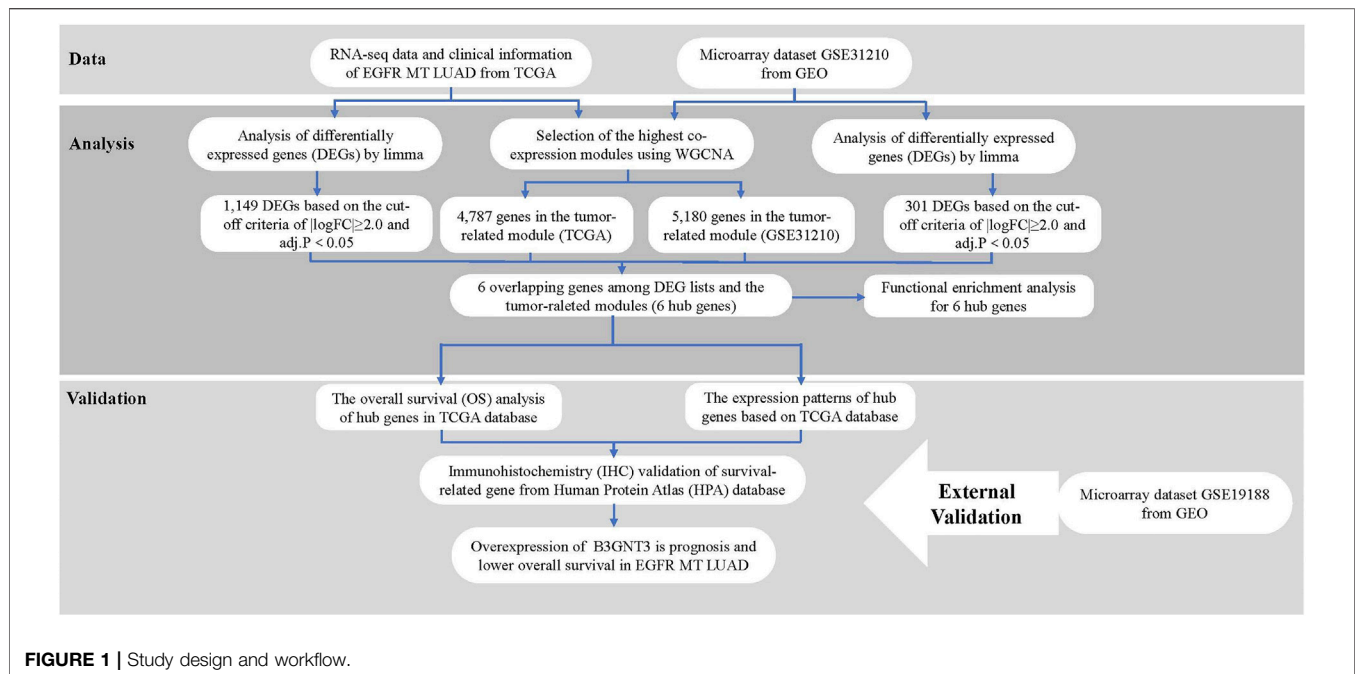 Data
RNA-seq data and clinical information
of EGFR MT LUAD from TCGA
Microarray dataset GSE31210
from GEO
Analysis
Analysis of differentially
expressed genes (DEGs) by limma
Selection of the highest co-
expression modules using WGCNA
Analysis of differentially expressed
genes (DEGs) by limma
1,149 DEGs based on the cut-
off criteria of |logFC|≥2.0 and
adj.P < 0.05
4,787 genes in the tumor-
related module (TCGA)
5,180 genes in the tumor-
related module (GSE31210)
301 DEGs based on the cut-
off criteria of |logFC|≥2.0 and
adj.P < 0.05
6 overlapping genes among DEG lists and the
tumor-raleted modules (6 hub genes)
Functional enrichment analysis
for 6 hub genes
Validation
The overall survival (OS) analysis
of hub genes in TCGA database
The expression patterns of hub
genes based on TCGA database
Immunohistochemistry (IHC) validation of survival-
related gene from Human Protein Atlas (HPA) database
External
Validation
Microarray dataset GSE19188
from GEO
Overexpression of B3GNT3 is prognosis and
lower overall survival in EGFR MT LUAD
FIGURE 1 | Study design and workflow.